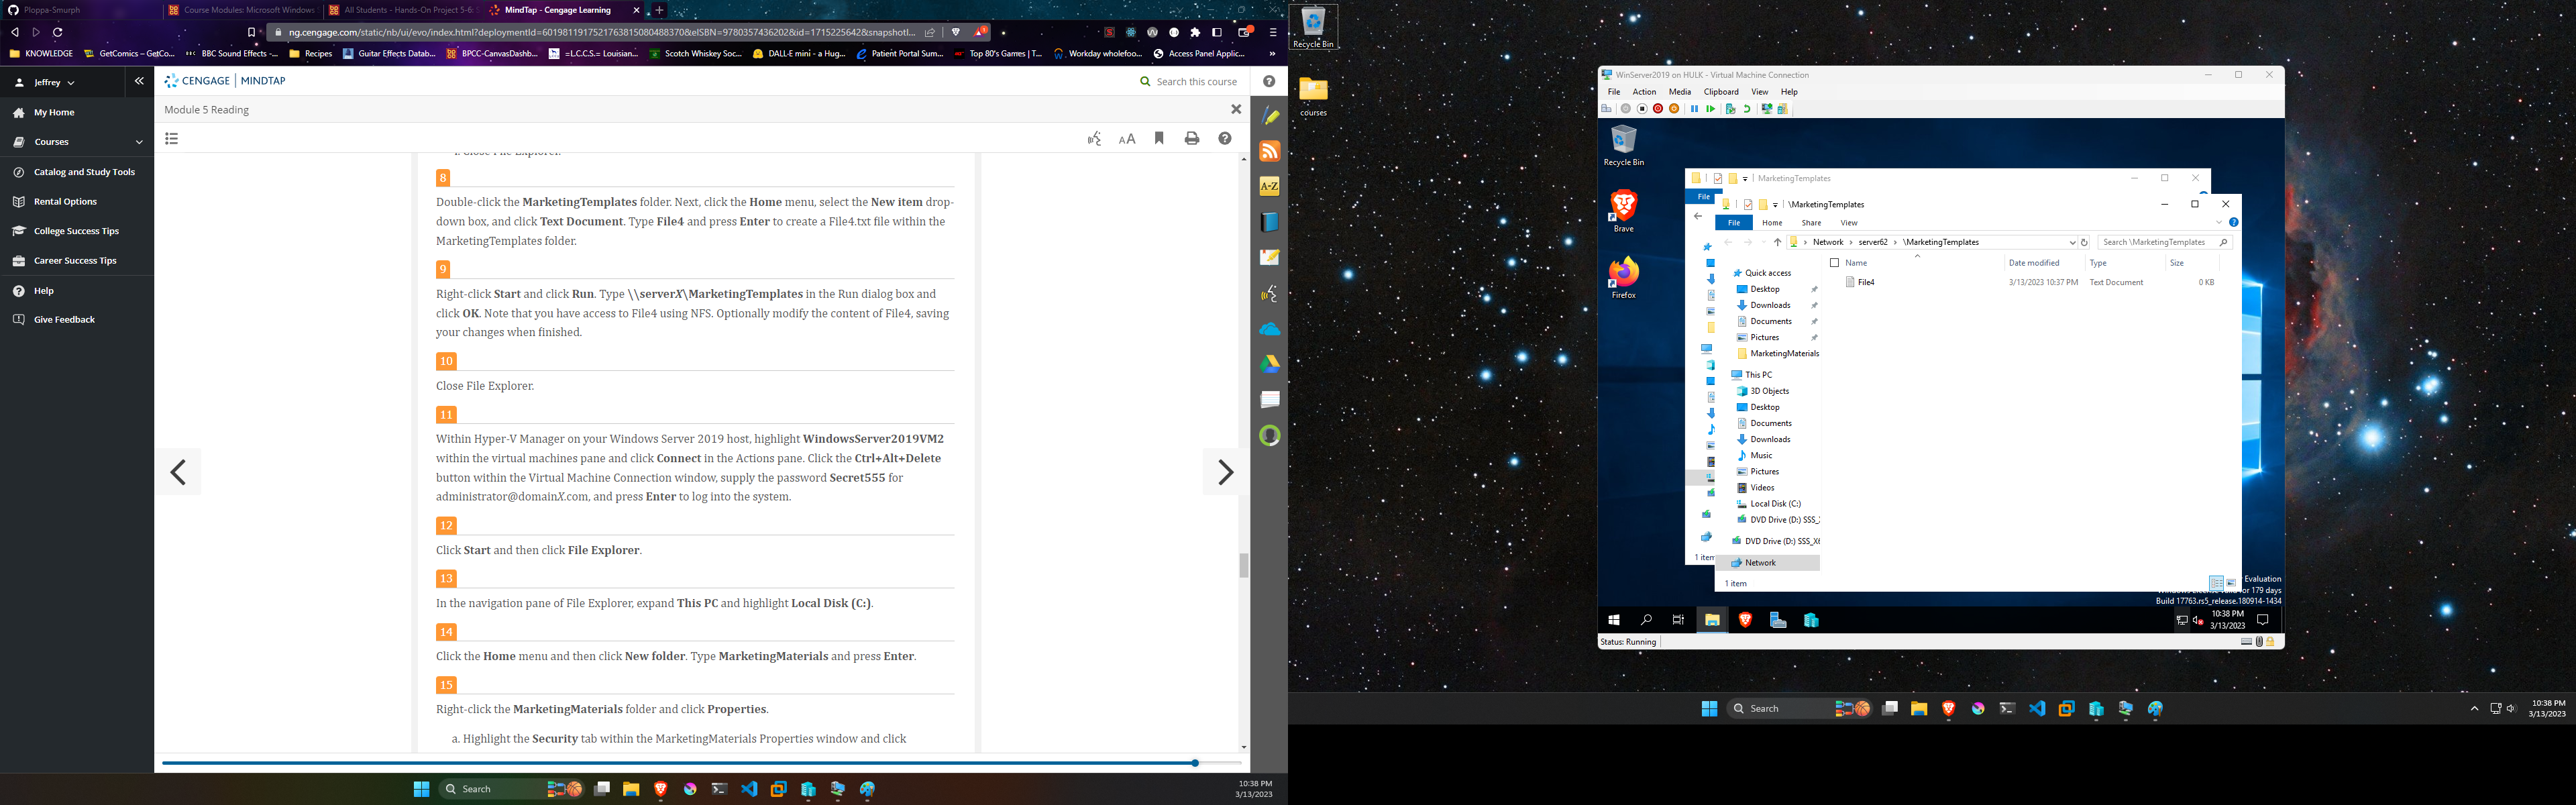 Ploppa-Smurph
Course Modules: Microsoft Windows
All Students - Hands-On Project 5-6:
MindTap - Cengage Learning
ng.cengage.com/static/nb/ui/evo/index.html?deploymentId=6019811917521763815080488370&eISBN=9780357436202&id=1715225642&snapshotI...
KNOWLEDGE
GetComics – GetCo...
BBC Sound Effects -...
Recipes
Guitar Effects Datab...
BPCC-CanvasDashb...
=L.C.C.S.= Louisian...
Scotch Whiskey Soc...
DALL·E mini - a Hug...
Patient Portal Sum...
Top 80's Games | T...
Workday wholefoo...
Access Panel Applic...
»
Jeffrey
CENGAGE | MINDTAP
Search this course
My Home
Courses
Catalog and Study Tools
Rental Options
College Success Tips
Career Success Tips
Help
Give Feedback
Module 5 Reading
AA
A-Z
8
Double-click the MarketingTemplates folder. Next, click the Home menu, select the New item drop-
down box, and click Text Document. Type File4 and press Enter to create a File4.txt file within the
MarketingTemplates folder.
9
Right-click Start and click Run. Type \\serverX\MarketingTemplates in the Run dialog box and
click OK. Note that you have access to File4 using NFS. Optionally modify the content of File4, saving
your changes when finished.
10
Close File Explorer.
11
Within Hyper-V Manager on your Windows Server 2019 host, highlight WindowsServer2019VM2
within the virtual machines pane and click Connect in the Actions pane. Click the Ctrl+Alt+Delete
button within the Virtual Machine Connection window, supply the password Secret555 for
administrator@domainX.com, and press Enter to log into the system.
12
Click Start and then click File Explorer.
13
In the navigation pane of File Explorer, expand This PC and highlight Local Disk (C:).
14
Click the Home menu and then click New folder. Type MarketingMaterials and press Enter.
15
Right-click the MarketingMaterials folder and click Properties.
a. Highlight the Security tab within the MarketingMaterials Properties window and click
Search
10:38 PM
3/13/2023
Recycle Bin
courses
WinServer2019 on HULK - Virtual Machine Connection
File Action Media Clipboard View Help
Recycle Bin
Brave
Firefox
MarketingTemplates
File
1 item
\MarketingTemplates
File Home Share View
Network › server62 › \MarketingTemplates
Search \MarketingTemplates
Name Date modified Type Size
File4 3/13/2023 10:37 PM Text Document 0 KB
Quick access
Desktop
Downloads
Documents
Pictures
MarketingMaterials
This PC
3D Objects
Desktop
Documents
Downloads
Music
Pictures
Videos
Local Disk (C:)
DVD Drive (D:) SSS_
DVD Drive (D:) SSS_X6
Network
1 item
Evaluation
for 179 days
Build 17763.rs5_release.180914-1434
10:38 PM
3/13/2023
Status: Running
Search
10:38 PM
3/13/2023